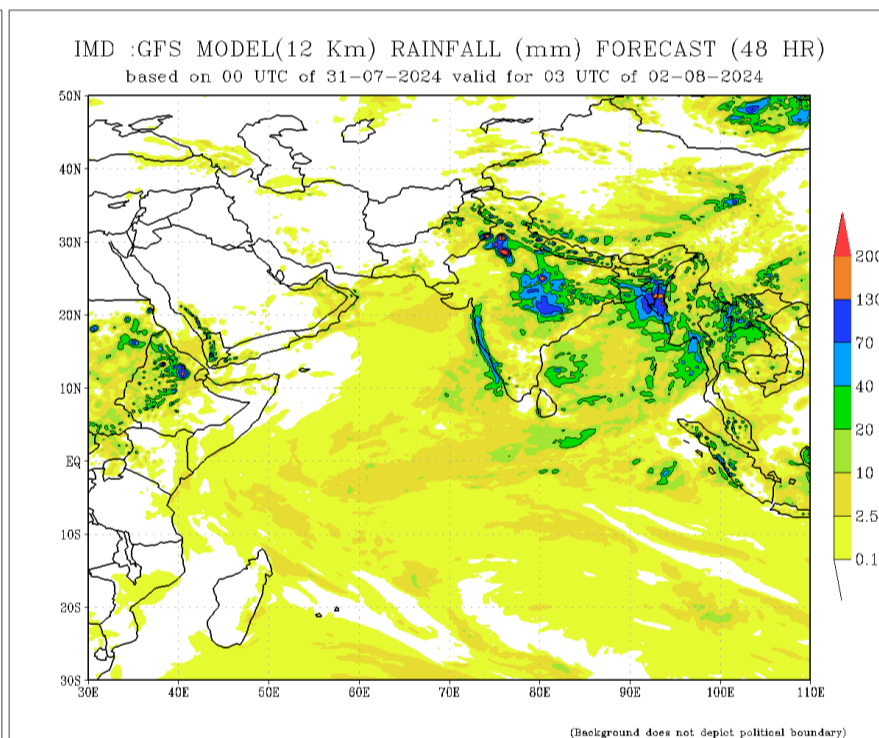 IMD :GFS MODEL(12 Km) RAINFALL (mm) FORECAST (48 HR)
based on 00 UTC of 31-07-2024 valid for 03 UTC of 02-08-2024
50N
40N
30N
20N
10N
EQ
10S
20S
30S
30E 40E 50E 60E 70E 80E 90E 100E 110E
200
130
70
40
20
10
2.5
0.1
(Background does not depict political boundary)